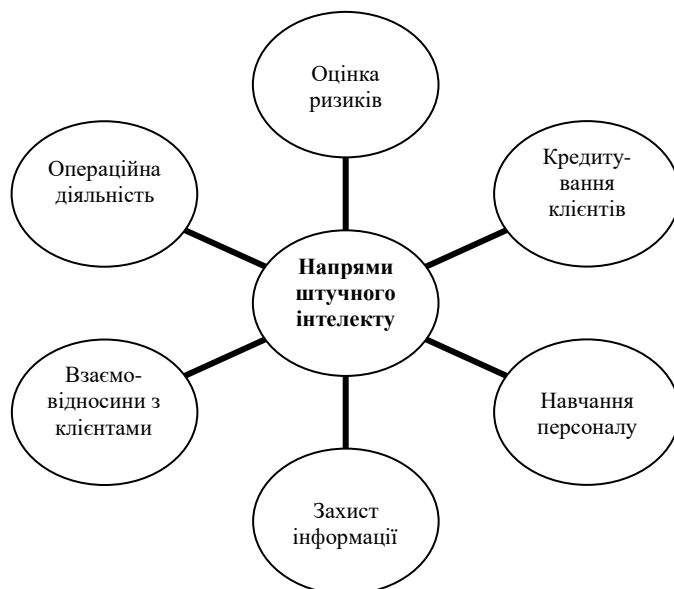 Оцінка
ризиків
Операційна
діяльність
Кредиту-
вання
клієнтів
Напрями
штучного
інтелекту
Взаємо-
відносини з
клієнтами
Навчання
персоналу
Захист
інформації